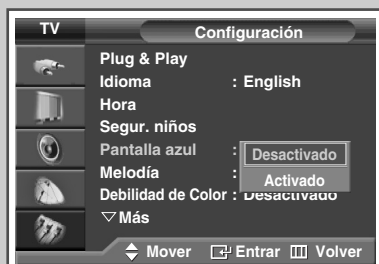 TV Configuración
Plug & Play
Idioma : English
Hora
Segur. niños
Pantalla azul : Desactivado
Melodía : Activado
Debilidad de Color : Desactivado
▽Más
Mover Entrar Volver